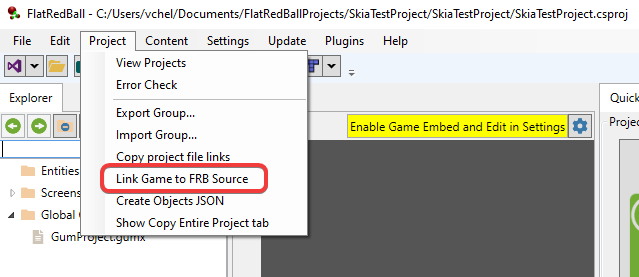 FlatRedBall - C:/Users/vchel/Documents/FlatRedBallProjects/SkiaTestProject/SkiaTestProject/SkiaTestProject.csproj
File Edit Project Content Settings Update Plugins Help
View Projects
Error Check
Explorer
Quick
Export Group...
Import Group...
Enable Game Embed and Edit in Settings
Projec
Copy project file links
Entities
Link Game to FRB Source
Screens
Create Objects JSON
Global C
Show Copy Entire Project tab
GumProject.gumx